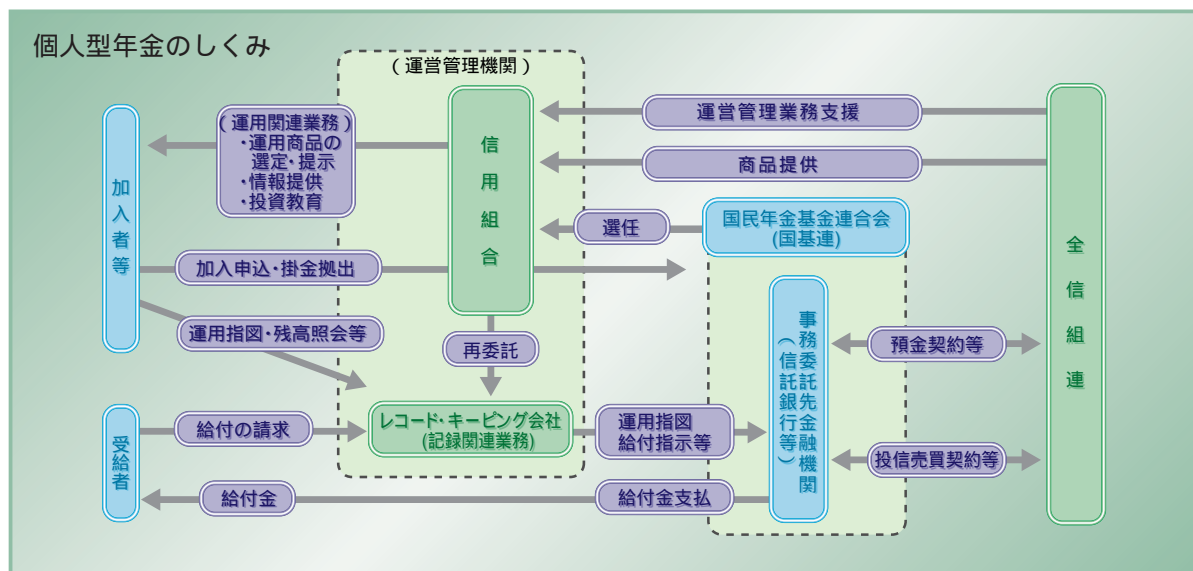 個人型年金のしくみ
(運営管理機関)
(運用関連業務)
・運用商品の
選定・提示
・情報提供
・投資教育
信用組合
運営管理業務支援
商品提供
加入者等
選任
国民年金基金連合会
(国基連)
全信組連
加入申込・掛金拠出
運用指図・残高照会等
再委託
事務委託先金融機関
(信託銀行等)
預金契約等
受給者
給付の請求
レコード・キーピング会社
(記録関連業務)
運用指図
給付指示等
投信売買契約等
給付金
給付金支払